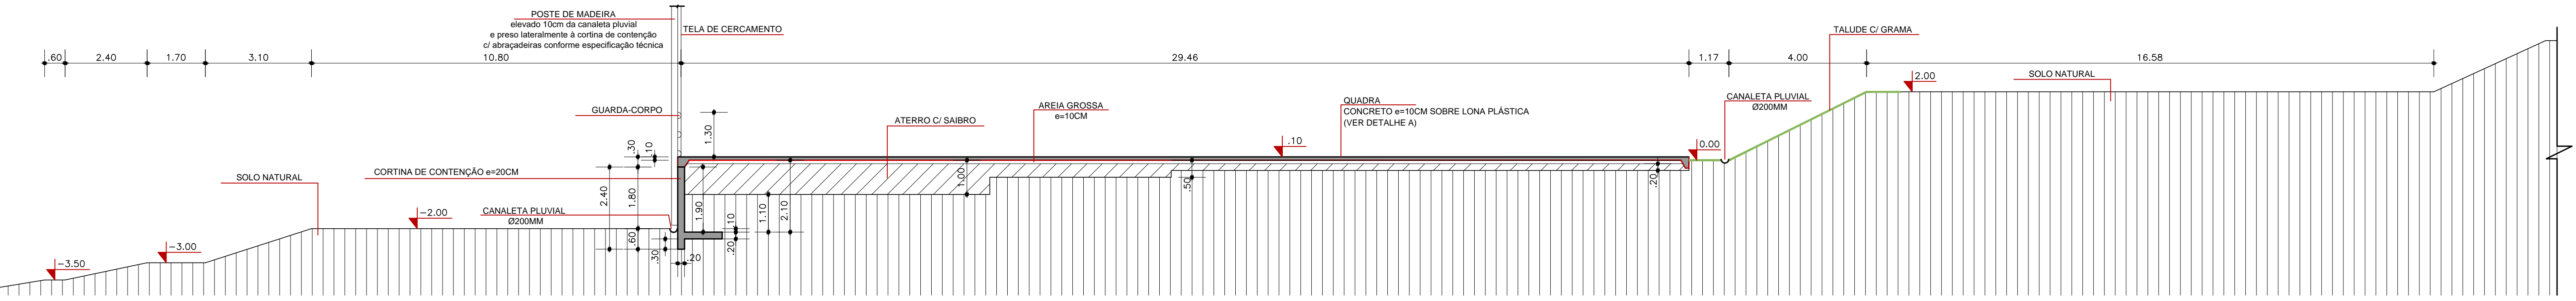 POSTE DE MADEIRA
elevado 10cm da canaleta pluvial
e preso lateralmente à cortina de contenção
c/ abraçadeiras conforme especificação técnica
TELA DE CERCAMENTO
TALUDE C/ GRAMA
.60
2.40
1.70
3.10
10.80
29.46
1.17
4.00
16.58
2.00
SOLO NATURAL
CANALETA PLUVIAL
Ø200MM
GUARDA-CORPO
1.30
ATERRO C/ SAIBRO
AREIA GROSSA
e=10CM
QUADRA
CONCRETO e=10CM SOBRE LONA PLÁSTICA
(VER DETALHE A)
.10
0.00
.30
.10
CORTINA DE CONTENÇÃO e=20CM
SOLO NATURAL
2.40
1.80
1.00
.50
.20
-2.00
CANALETA PLUVIAL
Ø200MM
1.90
.10
1.10
2.10
.60
.30
.20
.20
-3.00
-3.50